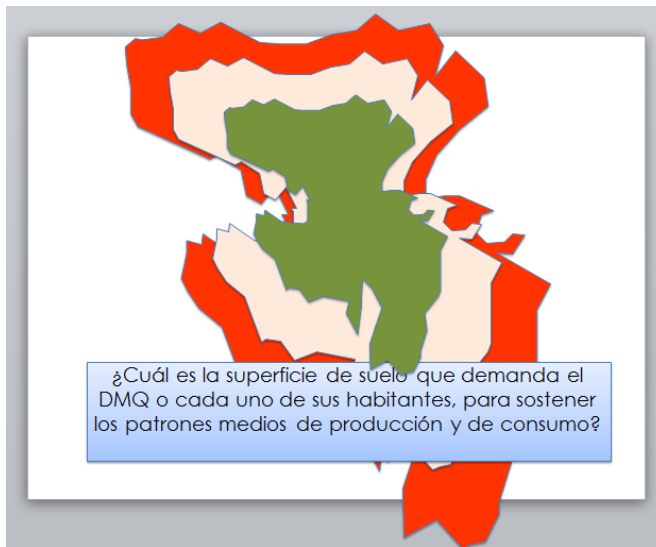 ¿Cuál es la superficie de suelo que demanda el
DMQ o cada uno de sus habitantes, para sostener
los patrones medios de producción y de consumo?